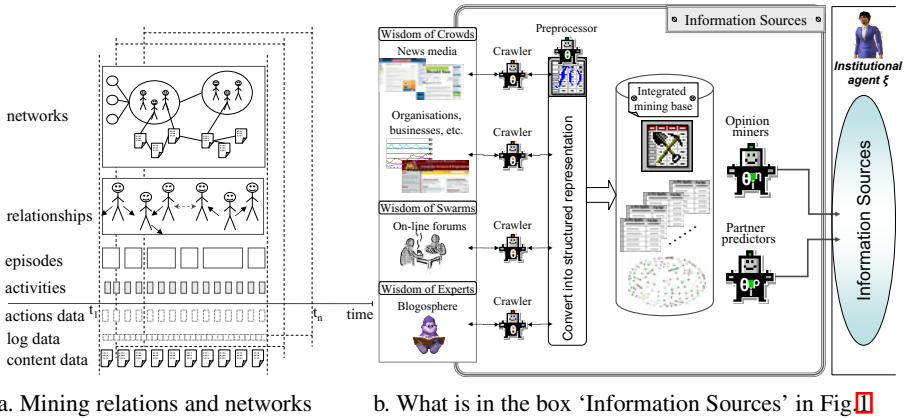 networks
relationships
episodes
activities
actions data
log data
content data
t1
tn
time
Wisdom of Crowds
News media
Organisations,
businesses, etc.
Wisdom of Swarms
On-line forums
Wisdom of Experts
Blogosphere
Crawler
Crawler
Crawler
Crawler
Preprocessor
f()
Convert into structured representation
Information Sources
Integrated
mining base
Opinion
miners
Partner
predictors
Institutional
agent ξ
Information Sources
a. Mining relations and networks
b. What is in the box ‘Information Sources’ in Fig.1